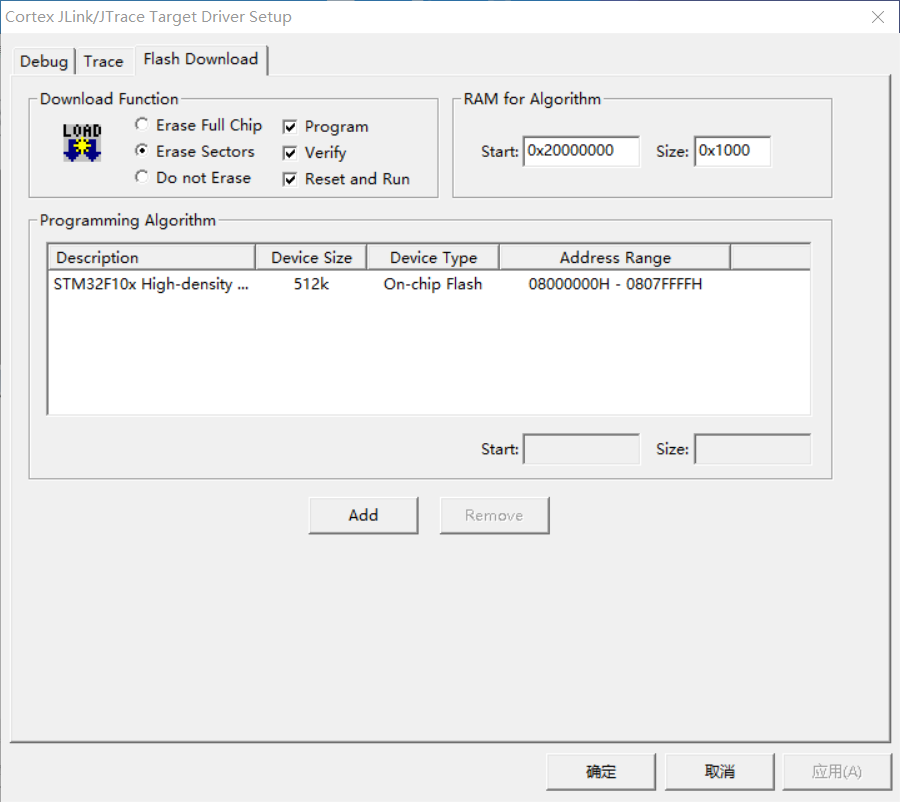 Cortex JLink/JTrace Target Driver Setup
Debug Trace Flash Download
Download Function
LOAD
Erase Full Chip Program
Erase Sectors Verify
Do not Erase Reset and Run
RAM for Algorithm
Start: 0x20000000 Size: 0x1000
Programming Algorithm
Description Device Size Device Type Address Range
STM32F10x High-density ... 512k On-chip Flash 08000000H - 0807FFFFH
Start: Size:
Add Remove
确定 取消 应用(A)